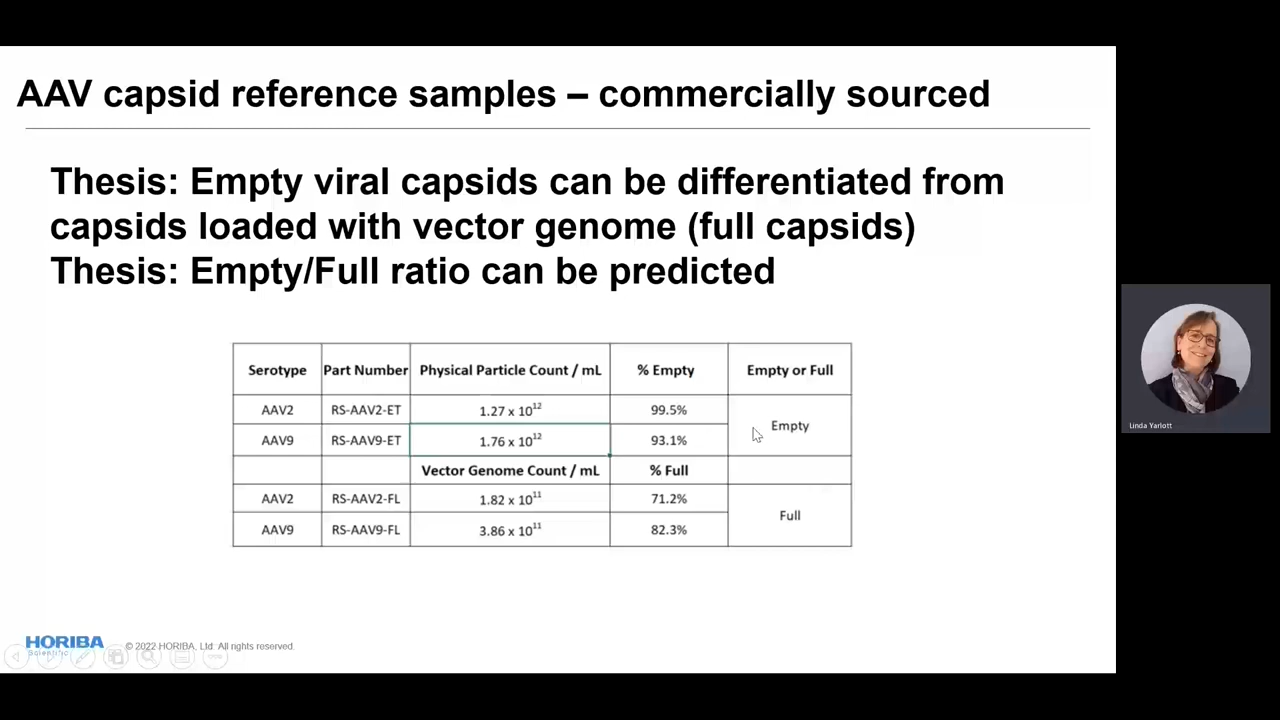 AAV capsid reference samples – commercially sourced
Thesis: Empty viral capsids can be differentiated from
capsids loaded with vector genome (full capsids)
Thesis: Empty/Full ratio can be predicted
Serotype Part Number Physical Particle Count / mL % Empty Empty or Full
AAV2 RS-AAV2-ET 1.27 x 10¹² 99.5%
Empty
AAV9 RS-AAV9-ET 1.76 x 10¹² 93.1%
Vector Genome Count / mL % Full
AAV2 RS-AAV2-FL 1.82 x 10¹¹ 71.2%
Full
AAV9 RS-AAV9-FL 3.86 x 10¹¹ 82.3%
Linda Yarlott
HORIBA
Scientific
© 2022 HORIBA, Ltd. All rights reserved.